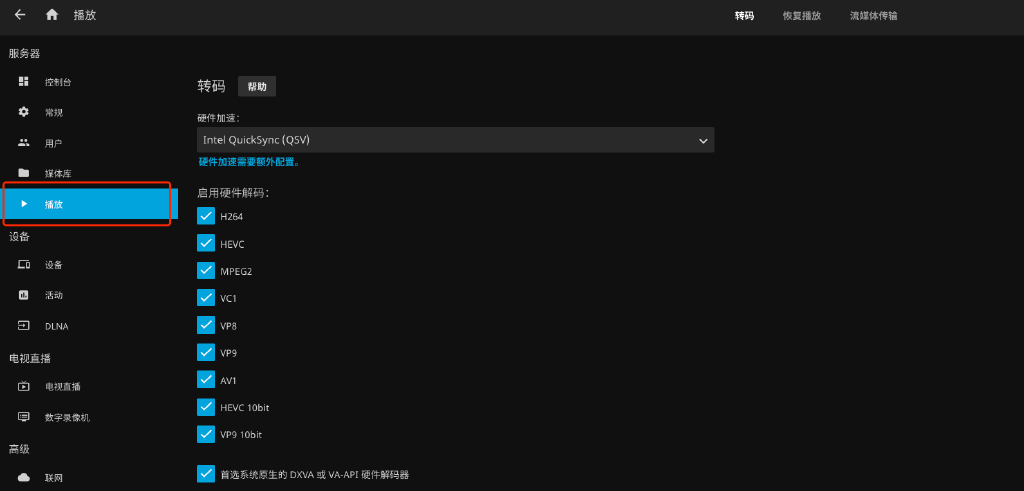 播放
转码
恢复播放
流媒体传输
服务器
控制台
常规
用户
媒体库
播放
设备
设备
活动
DLNA
电视直播
电视直播
数字录像机
高级
联网
转码
帮助
硬件加速：
Intel QuickSync (QSV)
硬件加速需要额外配置。
启用硬件解码：
H264
HEVC
MPEG2
VC1
VP8
VP9
AV1
HEVC 10bit
VP9 10bit
首选系统原生的 DXVA 或 VA-API 硬件解码器